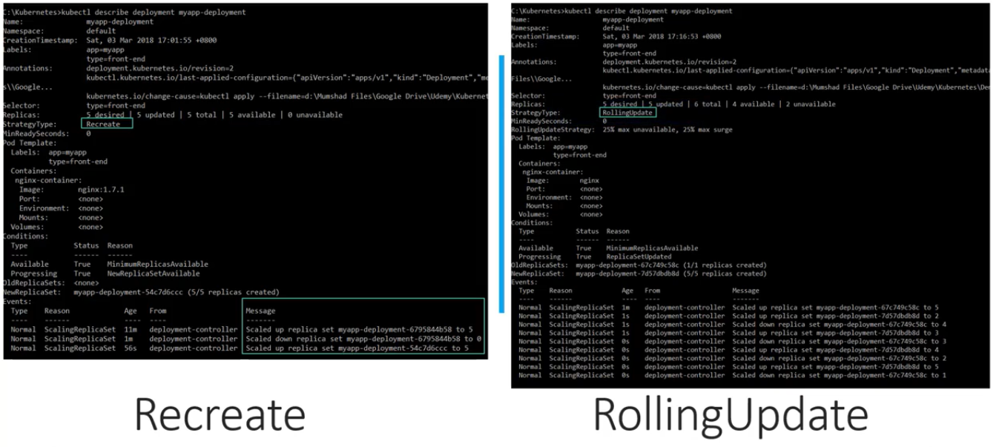 C:\Kubernetes>kubectl describe deployment myapp-deployment
Name: myapp-deployment
Namespace: default
CreationTimestamp: Sat, 03 Mar 2018 17:01:55 +0800
Labels: app=myapp
type=front-end
Annotations: deployment.kubernetes.io/revision=2
kubectl.kubernetes.io/last-applied-configuration={"apiVersion":"apps/v1","kind":"Deployment","me
s\\Google...
kubernetes.io/change-cause=kubectl apply --filename=d:\Mumshad Files\Google Drive\Udemy\Kubernet
Selector: type=front-end
Replicas: 5 desired | 5 updated | 5 total | 5 available | 0 unavailable
StrategyType: Recreate
MinReadySeconds: 0
Pod Template:
Labels: app=myapp
type=front-end
Containers:
nginx-container:
Image: nginx:1.7.1
Port: <none>
Environment: <none>
Mounts: <none>
Volumes: <none>
Conditions:
Type Status Reason
---- ------ ------
Available True MinimumReplicasAvailable
Progressing True NewReplicaSetAvailable
OldReplicaSets: <none>
NewReplicaSet: myapp-deployment-54c7d6ccc (5/5 replicas created)
Events:
Type Reason Age From Message
---- ------ ---- ---- -------
Normal ScalingReplicaSet 11m deployment-controller Scaled up replica set myapp-deployment-6795844b58 to 5
Normal ScalingReplicaSet 1m deployment-controller Scaled down replica set myapp-deployment-6795844b58 to 0
Normal ScalingReplicaSet 56s deployment-controller Scaled up replica set myapp-deployment-54c7d6ccc to 5
Recreate
C:\Kubernetes>kubectl describe deployment myapp-deployment
Name: myapp-deployment
Namespace: default
CreationTimestamp: Sat, 03 Mar 2018 17:16:53 +0800
Labels: app=myapp
type=front-end
Annotations: deployment.kubernetes.io/revision=2
kubectl.kubernetes.io/last-applied-configuration={"apiVersion":"apps/v1","kind":"Deployment","metadata
Files\\Google...
kubernetes.io/change-cause=kubectl apply --filename=d:\Mumshad Files\Google Drive\Udemy\Kubernetes\De
Selector: type=front-end
Replicas: 5 desired | 5 updated | 6 total | 4 available | 2 unavailable
StrategyType: RollingUpdate
MinReadySeconds: 0
RollingUpdateStrategy: 25% max unavailable, 25% max surge
Pod Template:
Labels: app=myapp
type=front-end
Containers:
nginx-container:
Image: nginx
Port: <none>
Environment: <none>
Mounts: <none>
Volumes: <none>
Conditions:
Type Status Reason
---- ------ ------
Available True MinimumReplicasAvailable
Progressing True ReplicaSetUpdated
OldReplicaSets: myapp-deployment-67c749c58c (1/1 replicas created)
NewReplicaSet: myapp-deployment-7d57dbdb8d (5/5 replicas created)
Events:
Type Reason Age From Message
---- ------ ---- ---- -------
Normal ScalingReplicaSet 1m deployment-controller Scaled up replica set myapp-deployment-67c749c58c to 5
Normal ScalingReplicaSet 1s deployment-controller Scaled up replica set myapp-deployment-7d57dbdb8d to 2
Normal ScalingReplicaSet 1s deployment-controller Scaled down replica set myapp-deployment-67c749c58c to 4
Normal ScalingReplicaSet 1s deployment-controller Scaled up replica set myapp-deployment-7d57dbdb8d to 3
Normal ScalingReplicaSet 0s deployment-controller Scaled down replica set myapp-deployment-67c749c58c to 3
Normal ScalingReplicaSet 0s deployment-controller Scaled up replica set myapp-deployment-7d57dbdb8d to 4
Normal ScalingReplicaSet 0s deployment-controller Scaled down replica set myapp-deployment-67c749c58c to 2
Normal ScalingReplicaSet 0s deployment-controller Scaled up replica set myapp-deployment-7d57dbdb8d to 5
Normal ScalingReplicaSet 0s deployment-controller Scaled down replica set myapp-deployment-67c749c58c to 1
RollingUpdate